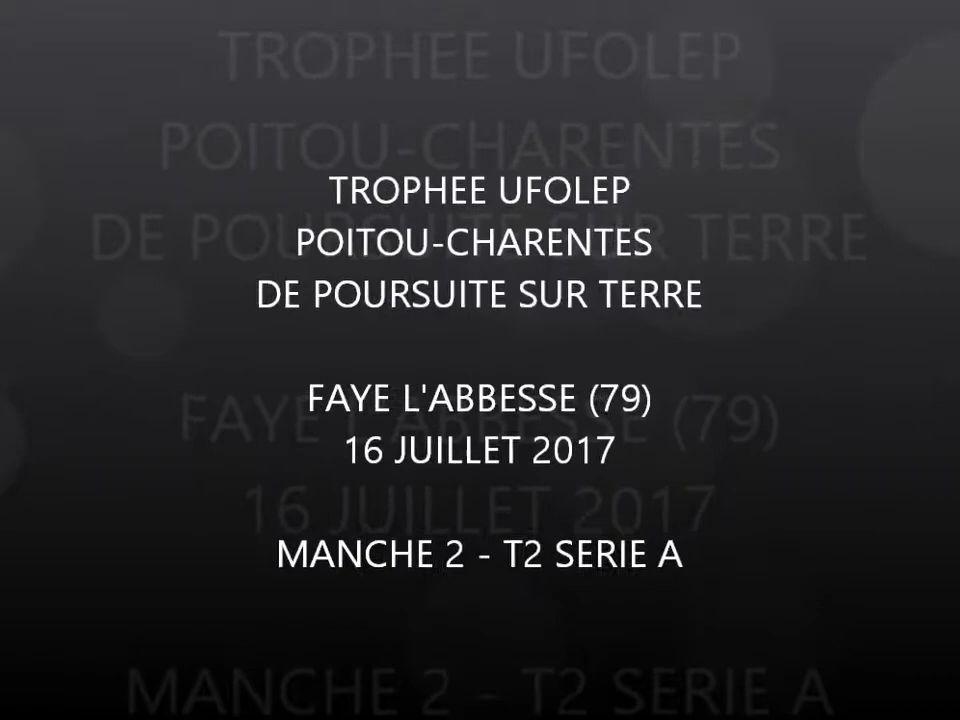 TROPHEE UFOLEP
POITOU-CHARENTES
DE POURSUITE SUR TERRE
FAYE L'ABBESSE (79)
16 JUILLET 2017
MANCHE 2 - T2 SERIE A